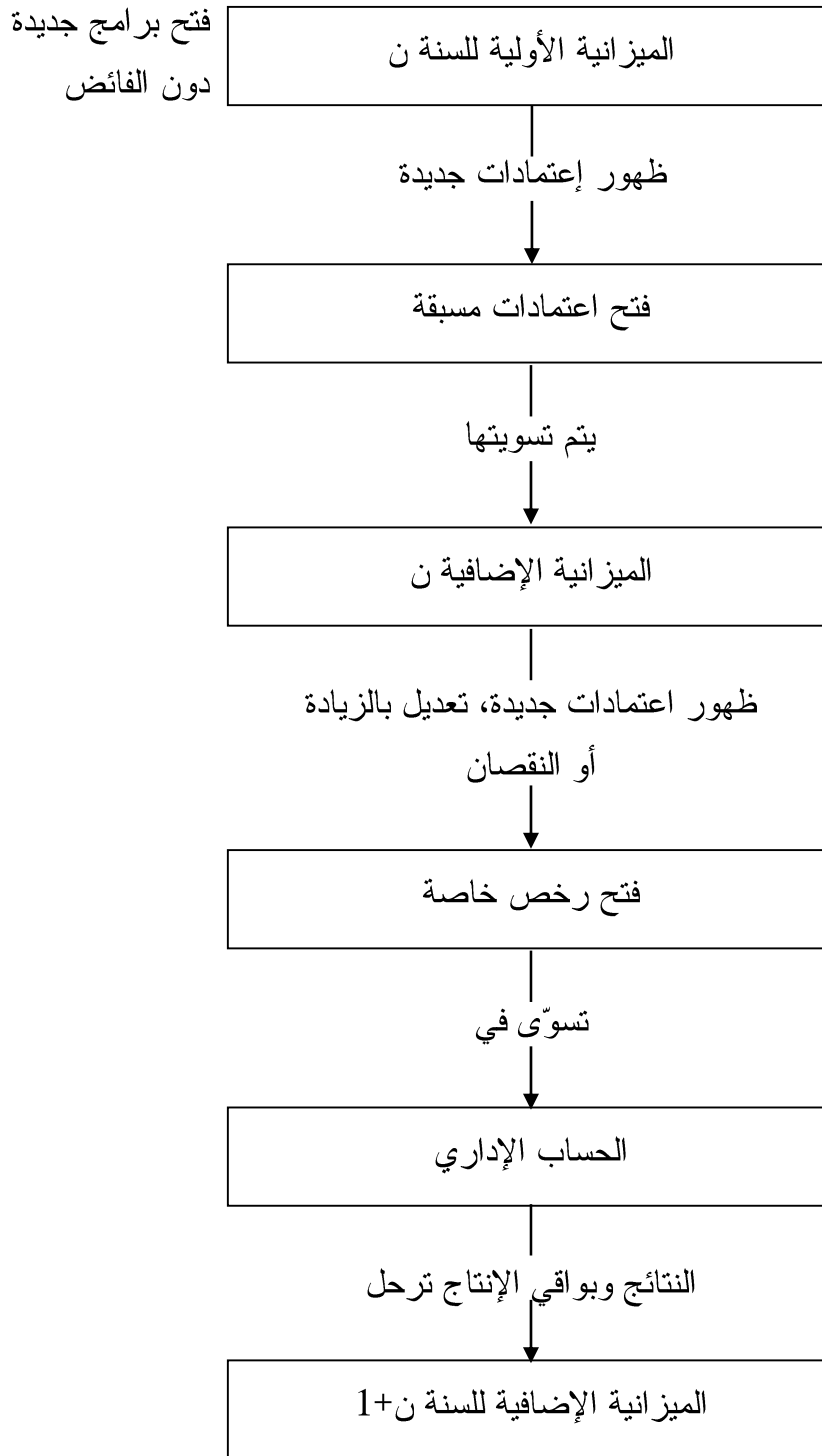 فتح برامج جديدة
دون الفائض
الميزانية الأولية للسنة ن
ظهور إعتمادات جديدة
فتح اعتمادات مسبقة
يتم تسويتها
الميزانية الإضافية ن
ظهور اعتمادات جديدة، تعديل بالزيادة
أو النقصان
فتح رخص خاصة
تسوّى في
الحساب الإداري
النتائج وبواقي الإنتاج ترحل
الميزانية الإضافية للسنة ن+1